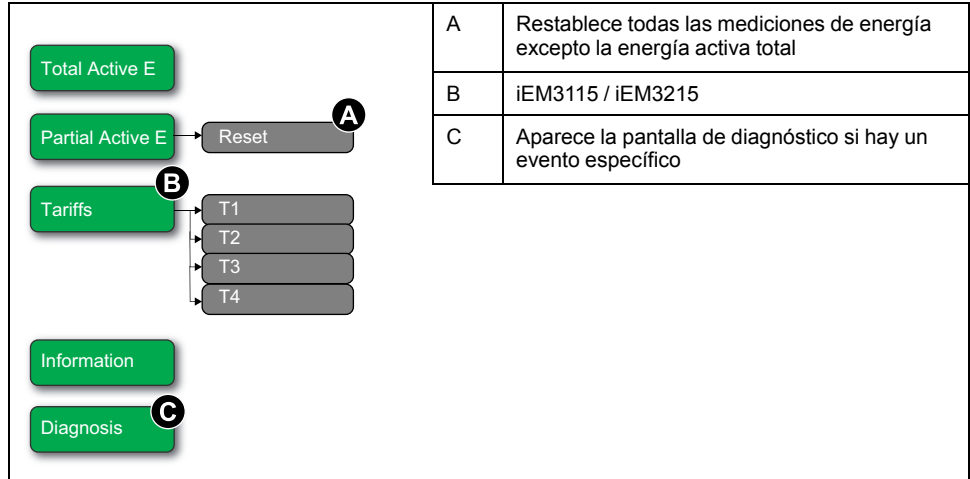 Total Active E
Partial Active E
Reset
A
B
Tariffs
T1
T2
T3
T4
Information
C
Diagnosis
A
Restablece todas las mediciones de energía
excepto la energía activa total
B
iEM3115 / iEM3215
C
Aparece la pantalla de diagnóstico si hay un
evento específico